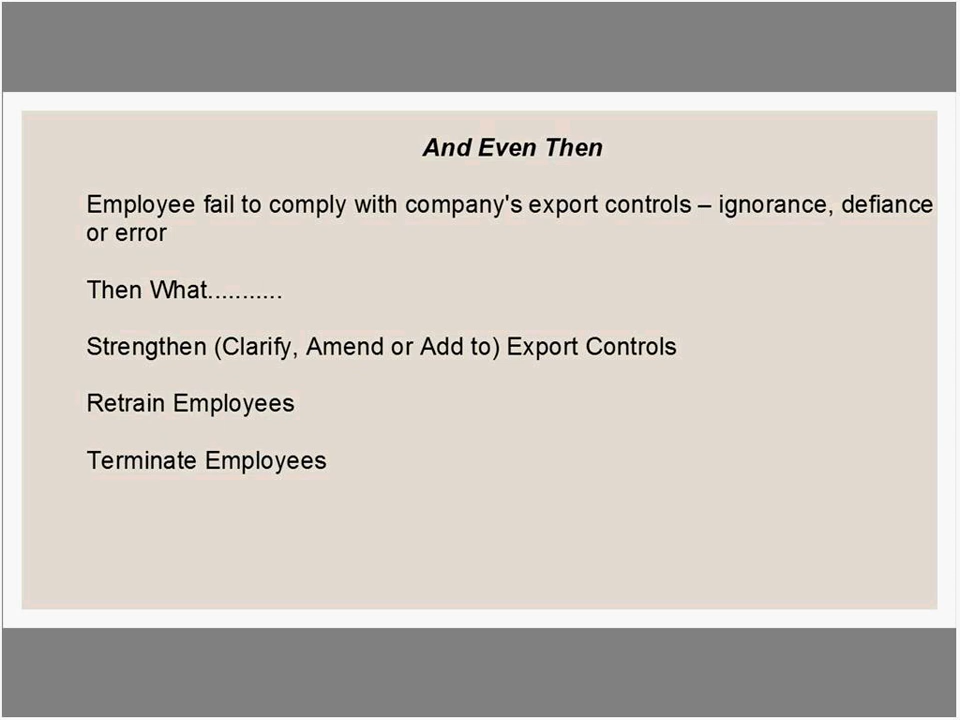 And Even Then
Employee fail to comply with company's export controls – ignorance, defiance
or error
Then What...........
Strengthen (Clarify, Amend or Add to) Export Controls
Retrain Employees
Terminate Employees